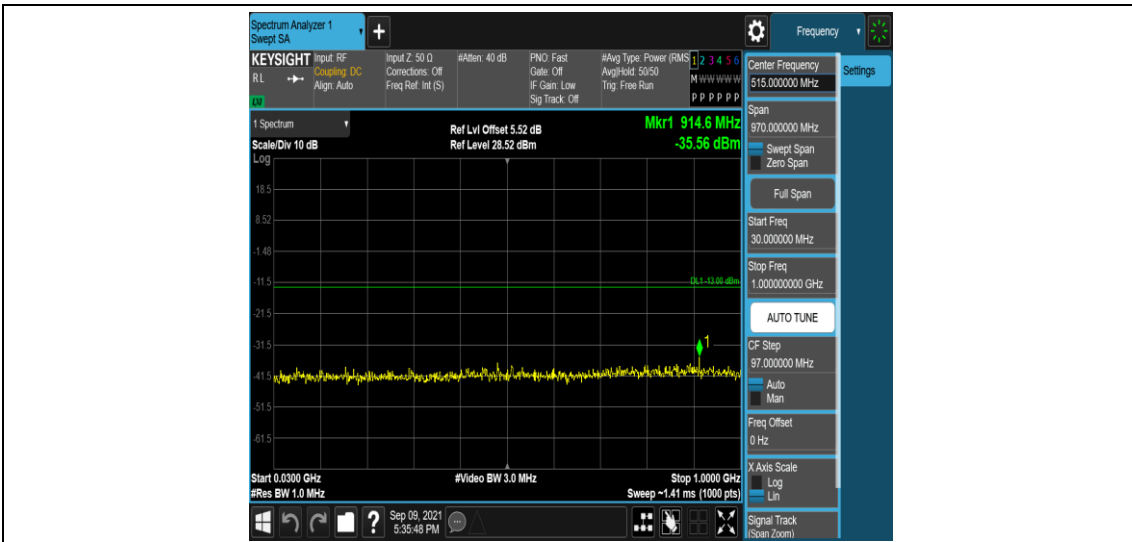 Spectrum Analyzer 1
Swept SA
+
Frequency
KEYSIGHT
RL
LXI
Input: RF
Coupling: DC
Align: Auto
Input Z: 50 Ω
Corrections: Off
Freq Ref: Int (S)
#Atten: 40 dB
PNO: Fast
Gate: Off
IF Gain: Low
Sig Track: Off
#Avg Type: Power (RMS
Avg|Hold: 50/50
Trig: Free Run
1 2 3 4 5 6
M W W W W W
P P P P P P
Center Frequency
515.000000 MHz
Settings
Span
970.000000 MHz
Swept Span
Zero Span
Full Span
Start Freq
30.000000 MHz
Stop Freq
1.000000000 GHz
AUTO TUNE
CF Step
97.000000 MHz
Auto
Man
Freq Offset
0 Hz
X Axis Scale
Log
Lin
Signal Track
(Span Zoom)
1 Spectrum
Scale/Div 10 dB
Log
Ref Lvl Offset 5.52 dB
Ref Level 28.52 dBm
Mkr1 914.6 MHz
-35.56 dBm
18.5
8.52
-1.48
-11.5
DL1 -13.00 dBm
-21.5
-31.5
1
-41.5
-51.5
-61.5
Start 0.0300 GHz
#Res BW 1.0 MHz
#Video BW 3.0 MHz
Stop 1.0000 GHz
Sweep ~1.41 ms (1000 pts)
?
Sep 09, 2021
5:35:48 PM